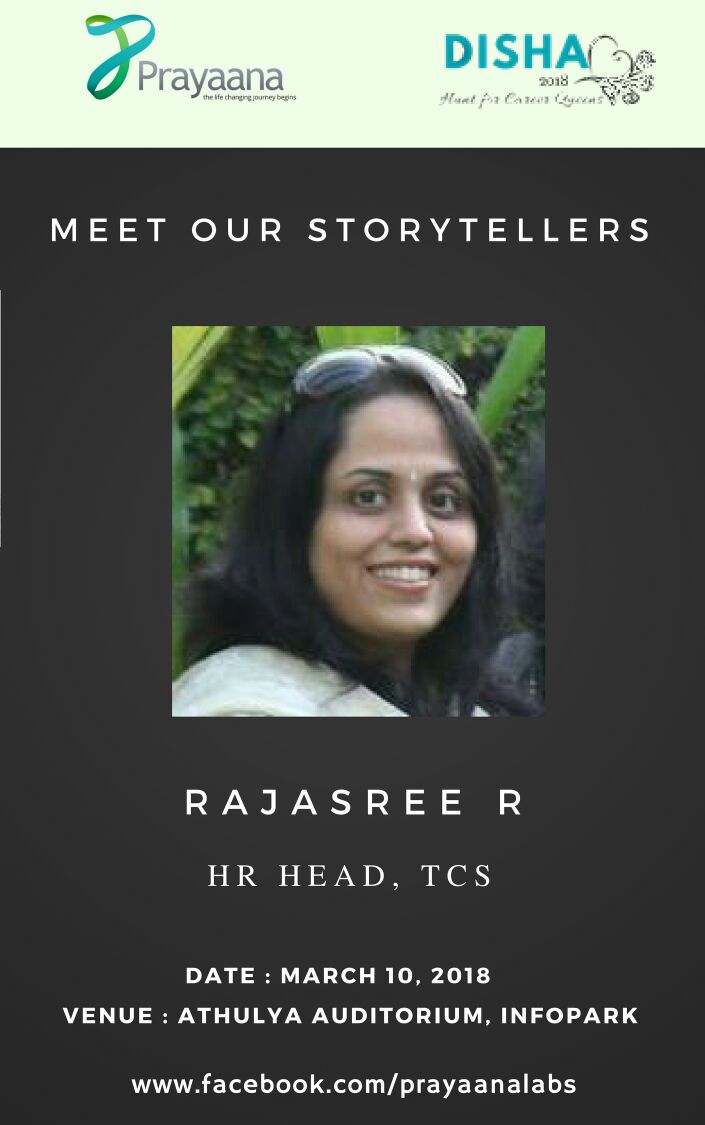 Prayaana
the life changing journey begins
DISHA
2018
Hunt for Career Queens
MEET OUR STORYTELLERS
RAJASREE R
HR HEAD, TCS
DATE : MARCH 10, 2018
VENUE : ATHULYA AUDITORIUM, INFOPARK
www.facebook.com/prayaanalabs